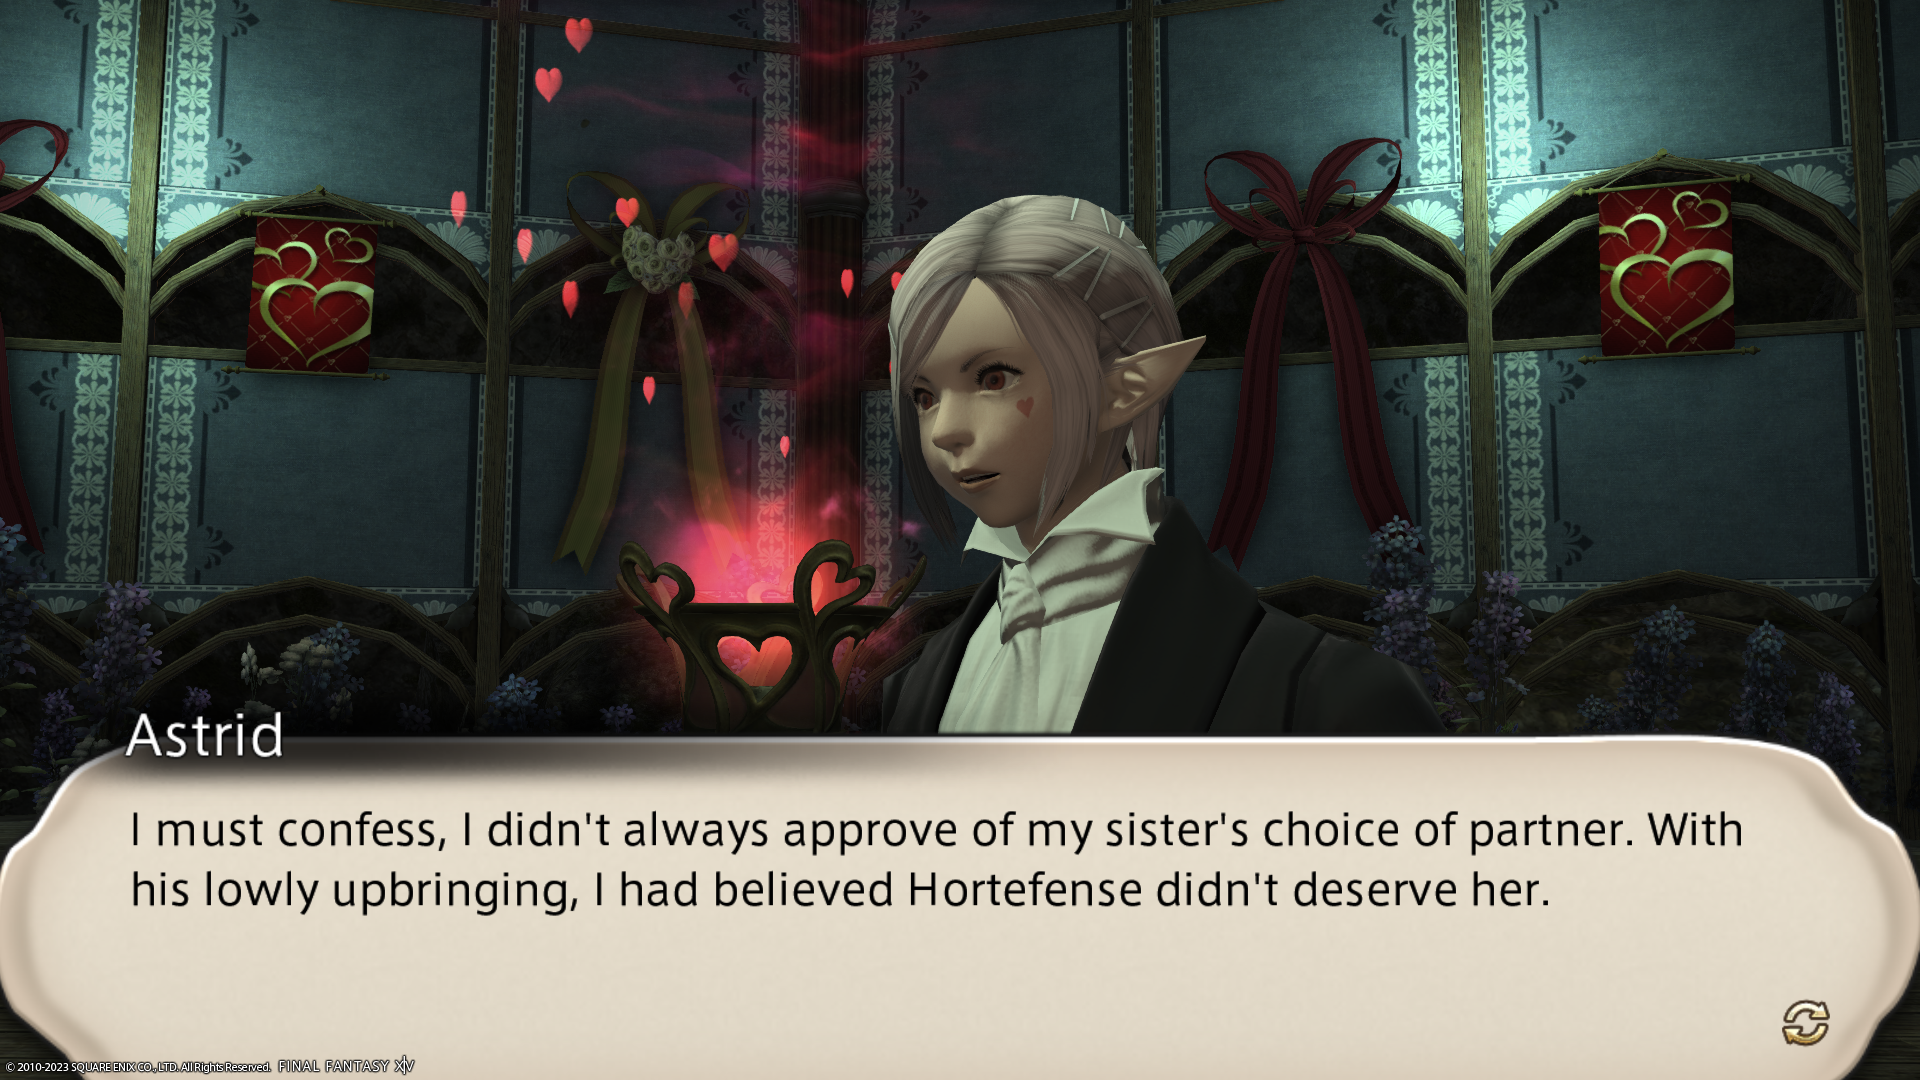 Astrid
I must confess, I didn't always approve of my sister's choice of partner. With
his lowly upbringing, I had believed Hortefense didn't deserve her.
© 2010-2023 SQUARE ENIX CO., LTD. All Rights Reserved. FINAL FANTASY XIV